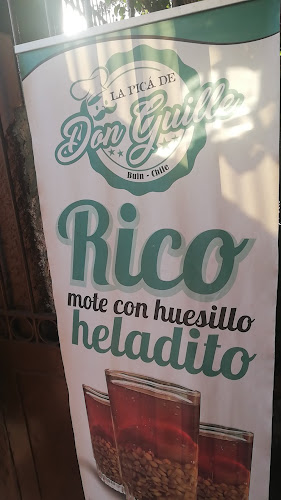 LA PICÁ DE
Don Guille
Buin - Chile
Rico
mote con huesillo
heladito